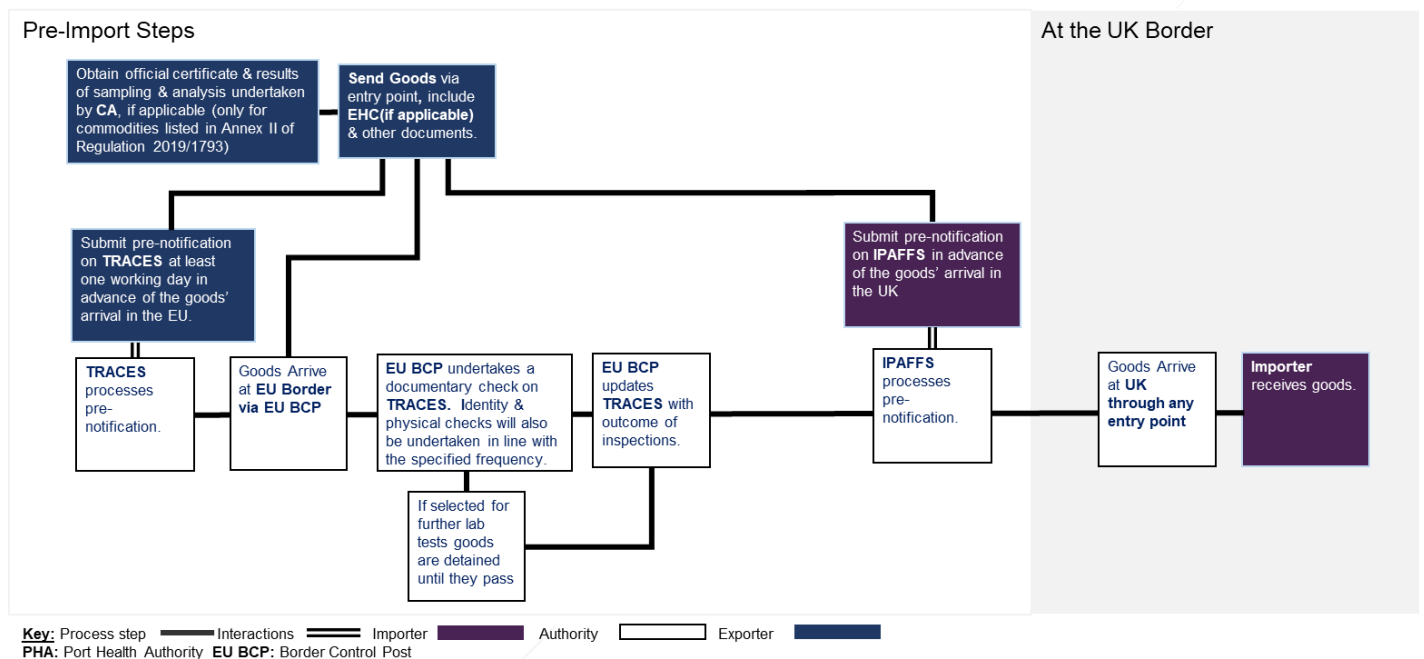 Pre-Import Steps
At the UK Border
Obtain official certificate & results
of sampling & analysis undertaken
by CA, if applicable (only for
commodities listed in Annex II of
Regulation 2019/1793)
Send Goods via
entry point, include
EHC(if applicable)
& other documents.
Submit pre-notification
on TRACES at least
one working day in
advance of the goods’
arrival in the EU.
Submit pre-notification
on IPAFFS in advance
of the goods’ arrival in
the UK
TRACES
processes
pre-
notification.
Goods Arrive
at EU Border
via EU BCP
EU BCP undertakes a
documentary check on
TRACES. Identity &
physical checks will also
be undertaken in line with
the specified frequency.
EU BCP
updates
TRACES with
outcome of
inspections.
IPAFFS
processes
pre-
notification.
Goods Arrive
at UK
through any
entry point
Importer
receives goods.
If selected for
further lab
tests goods
are detained
until they pass
Key: Process step Interactions Importer Authority Exporter
PHA: Port Health Authority EU BCP: Border Control Post